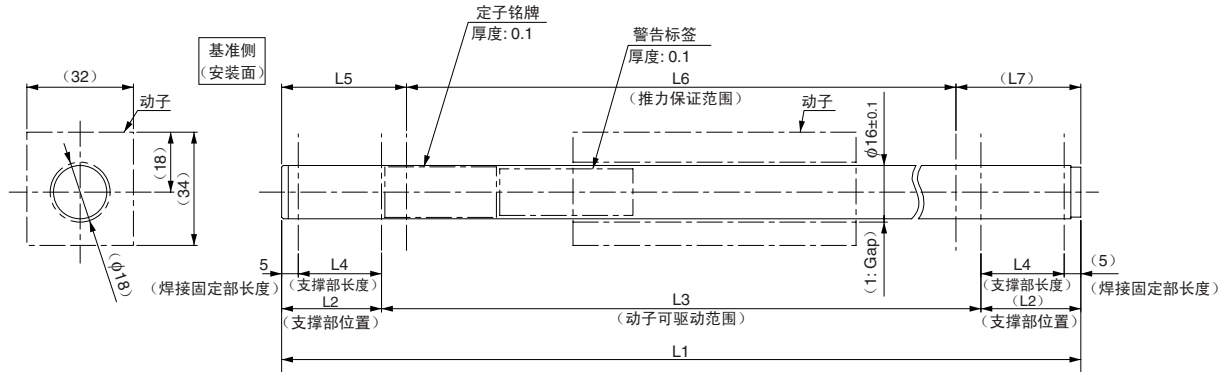 定子铭牌
厚度: 0.1
警告标签
厚度: 0.1
基准侧
（安装面）
（32）
动子
（18）
（34）
（ϕ18）
L5
L6
（推力保证范围）
（L7）
动子
ϕ16±0.1
（1: Gap）
5
（焊接固定部长度）
L4
（支撑部长度）
L2
（支撑部位置）
L3
（动子可驱动范围）
L4
（支撑部长度）
（L2）
（支撑部位置）
（5）
（焊接固定部长度）
L1